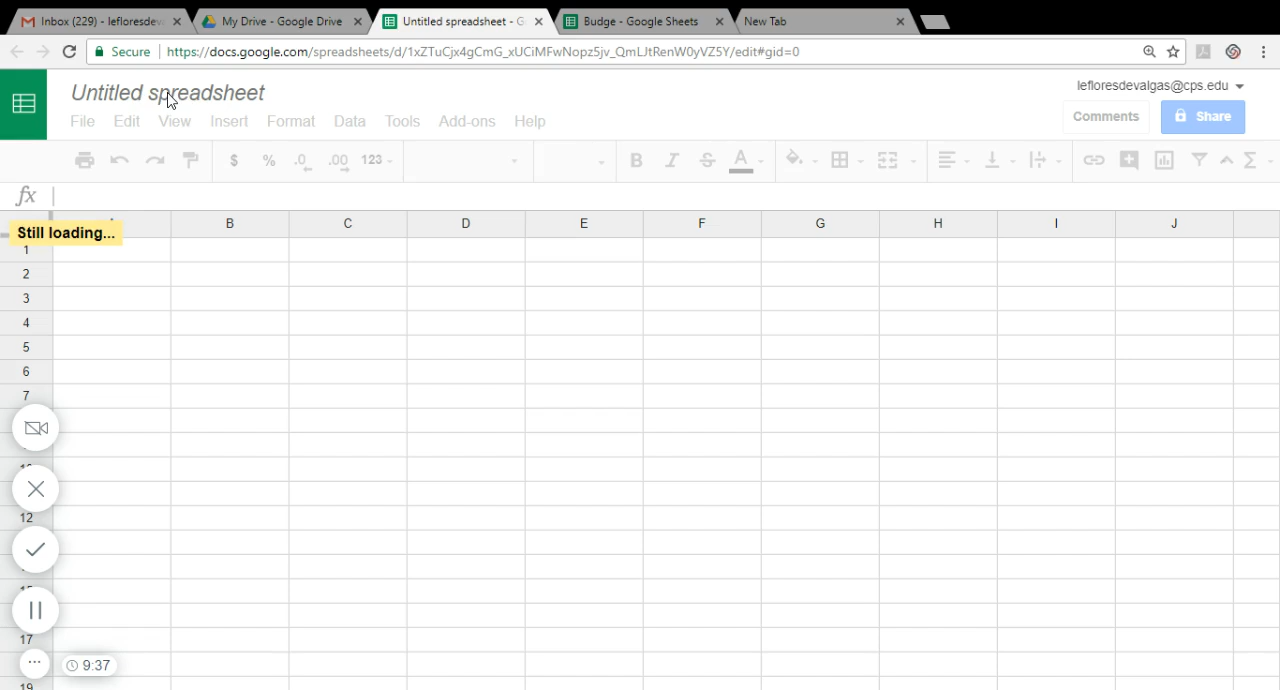 Inbox (229) - lefloresdev
My Drive - Google Drive
Untitled spreadsheet - G
Budge - Google Sheets
New Tab
Secure
https://docs.google.com/spreadsheets/d/1xZTuCjx4gCmG_xUCiMFwNopz5jv_QmLJtRenW0yVZ5Y/edit#gid=0
Untitled spreadsheet
lefloresdevalgas@cps.edu
File Edit View Insert Format Data Tools Add-ons Help
Comments
Share
$ % .0 .00 123 B I S A Σ
fx
B C D E F G H I J
Still loading...
1
2
3
4
5
6
7
12
17
9:37
19